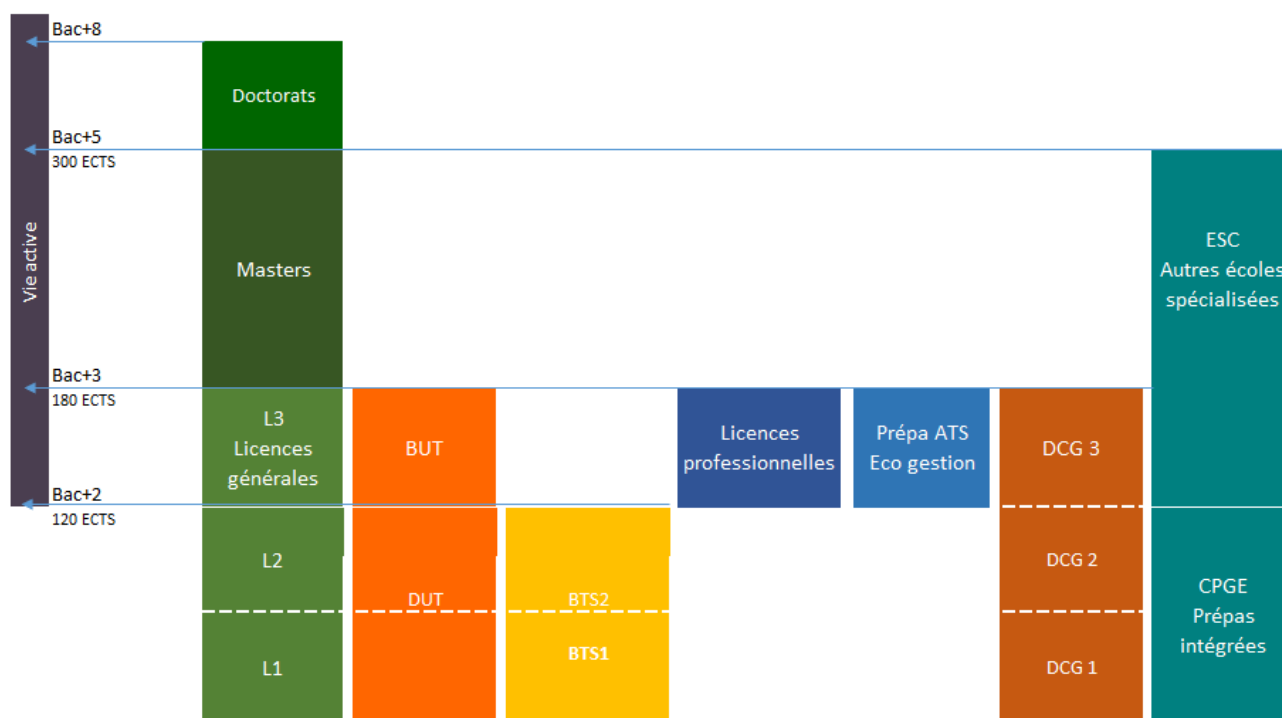 Bac+8
Doctorats
Bac+5
300 ECTS
Vie active
Masters
ESC
Autres écoles
spécialisées
Bac+3
180 ECTS
L3
Licences
générales
BUT
Licences
professionnelles
Prépa ATS
Eco gestion
DCG 3
Bac+2
120 ECTS
L2
DUT
BTS2
DCG 2
CPGE
Prépas
intégrées
L1
BTS1
DCG 1